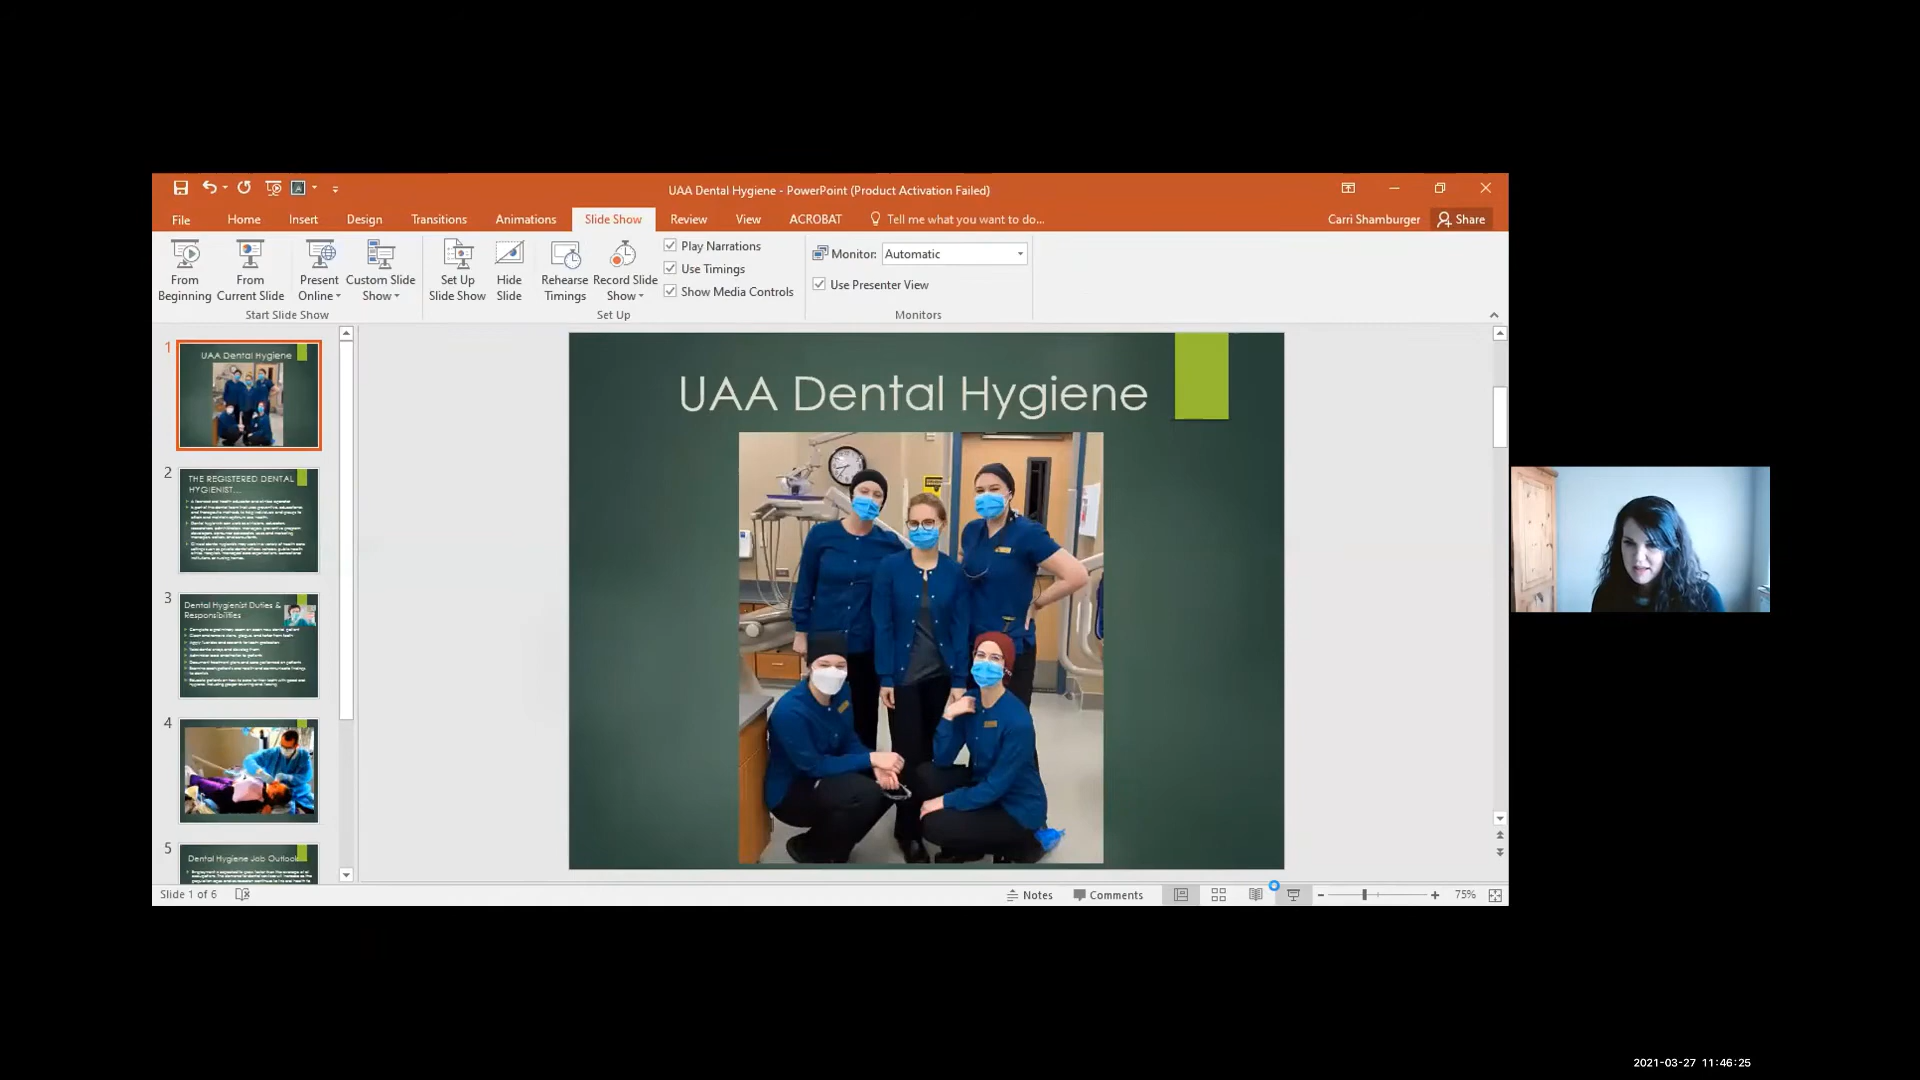 UAA Dental Hygiene - PowerPoint (Product Activation Failed)
File Home Insert Design Transitions Animations Slide Show Review View ACROBAT Tell me what you want to do... Carri Shamburger Share
From Beginning
From Current Slide
Present Online
Custom Slide Show
Set Up Slide Show
Hide Slide
Rehearse Timings
Record Slide Show
Play Narrations
Use Timings
Show Media Controls
Monitor: Automatic
Use Presenter View
Start Slide Show Set Up Monitors
1
UAA Dental Hygiene
2
THE REGISTERED DENTAL
HYGIENIST...
3
Dental Hygienist Duties &
Responsibilities
4
5
Dental Hygiene Job Outlook
UAA Dental Hygiene
Slide 1 of 6 Notes Comments 75%
2021-03-27 11:46:25